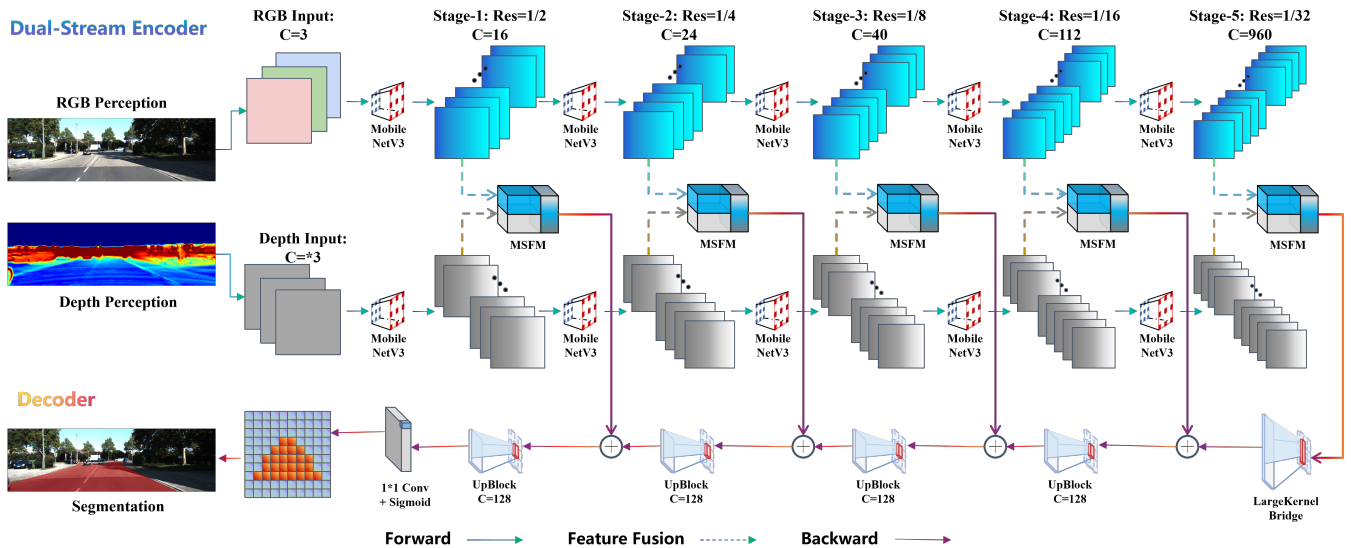 Dual-Stream Encoder
RGB Input:
C=3
Stage-1: Res=1/2
C=16
Stage-2: Res=1/4
C=24
Stage-3: Res=1/8
C=40
Stage-4: Res=1/16
C=112
Stage-5: Res=1/32
C=960
RGB Perception
Mobile
NetV3
Mobile
NetV3
Mobile
NetV3
Mobile
NetV3
Mobile
NetV3
MSFM
MSFM
MSFM
MSFM
MSFM
Depth Input:
C=*3
Depth Perception
Mobile
NetV3
Mobile
NetV3
Mobile
NetV3
Mobile
NetV3
Mobile
NetV3
Decoder
Segmentation
1*1 Conv
+ Sigmoid
UpBlock
C=128
UpBlock
C=128
UpBlock
C=128
UpBlock
C=128
LargeKernel
Bridge
Forward
Feature Fusion
Backward